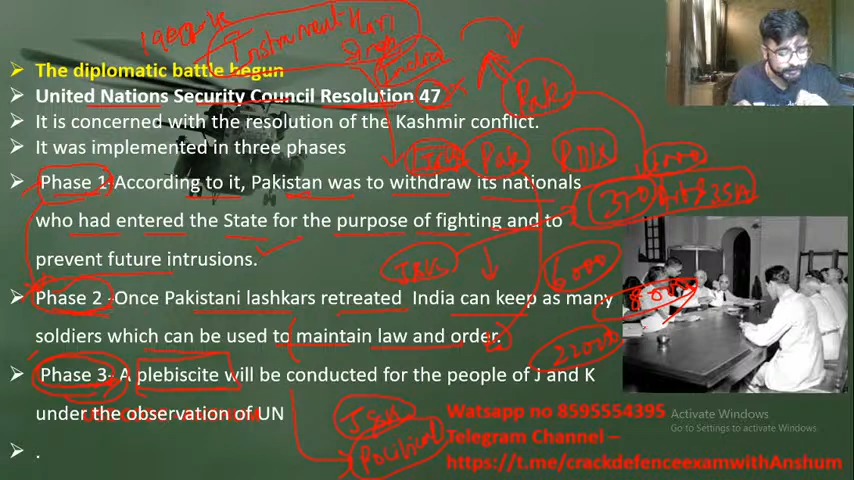 The diplomatic battle begun
United Nations Security Council Resolution 47
It is concerned with the resolution of the Kashmir conflict.
It was implemented in three phases
Phase 1-According to it, Pakistan was to withdraw its nationals
who had entered the State for the purpose of fighting and to
prevent future intrusions.
Phase 2 -Once Pakistani lashkars retreated India can keep as many
soldiers which can be used to maintain law and order.
Phase 3- A plebiscite will be conducted for the people of J and K
under the observation of UN
.
Pak
Pak
India
J&K
6000
22000
J&K
Political
Watsapp no 8595554395
Telegram Channel –
https://t.me/crackdefenceexamwithAnshum
Activate Windows
Go to Settings to activate Windows.